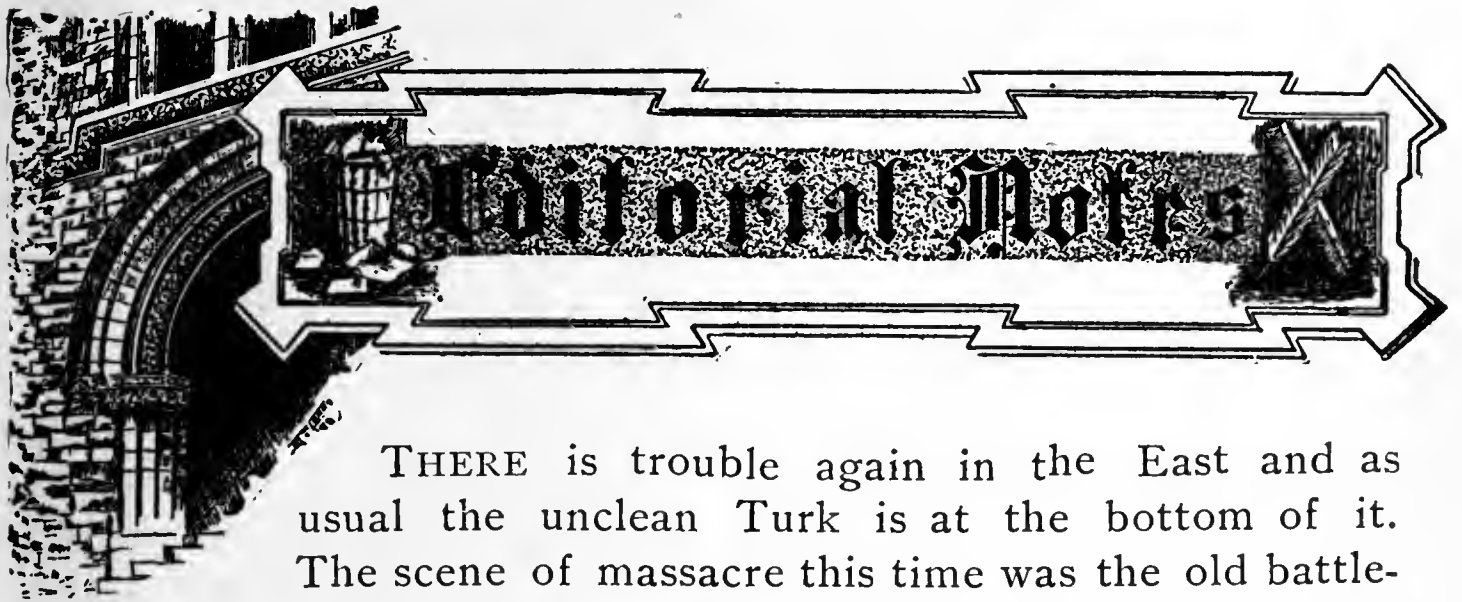 Editorial Notes
THERE is trouble again in the East and as
usual the unclean Turk is at the bottom of it.
The scene of massacre this time was the old battle-